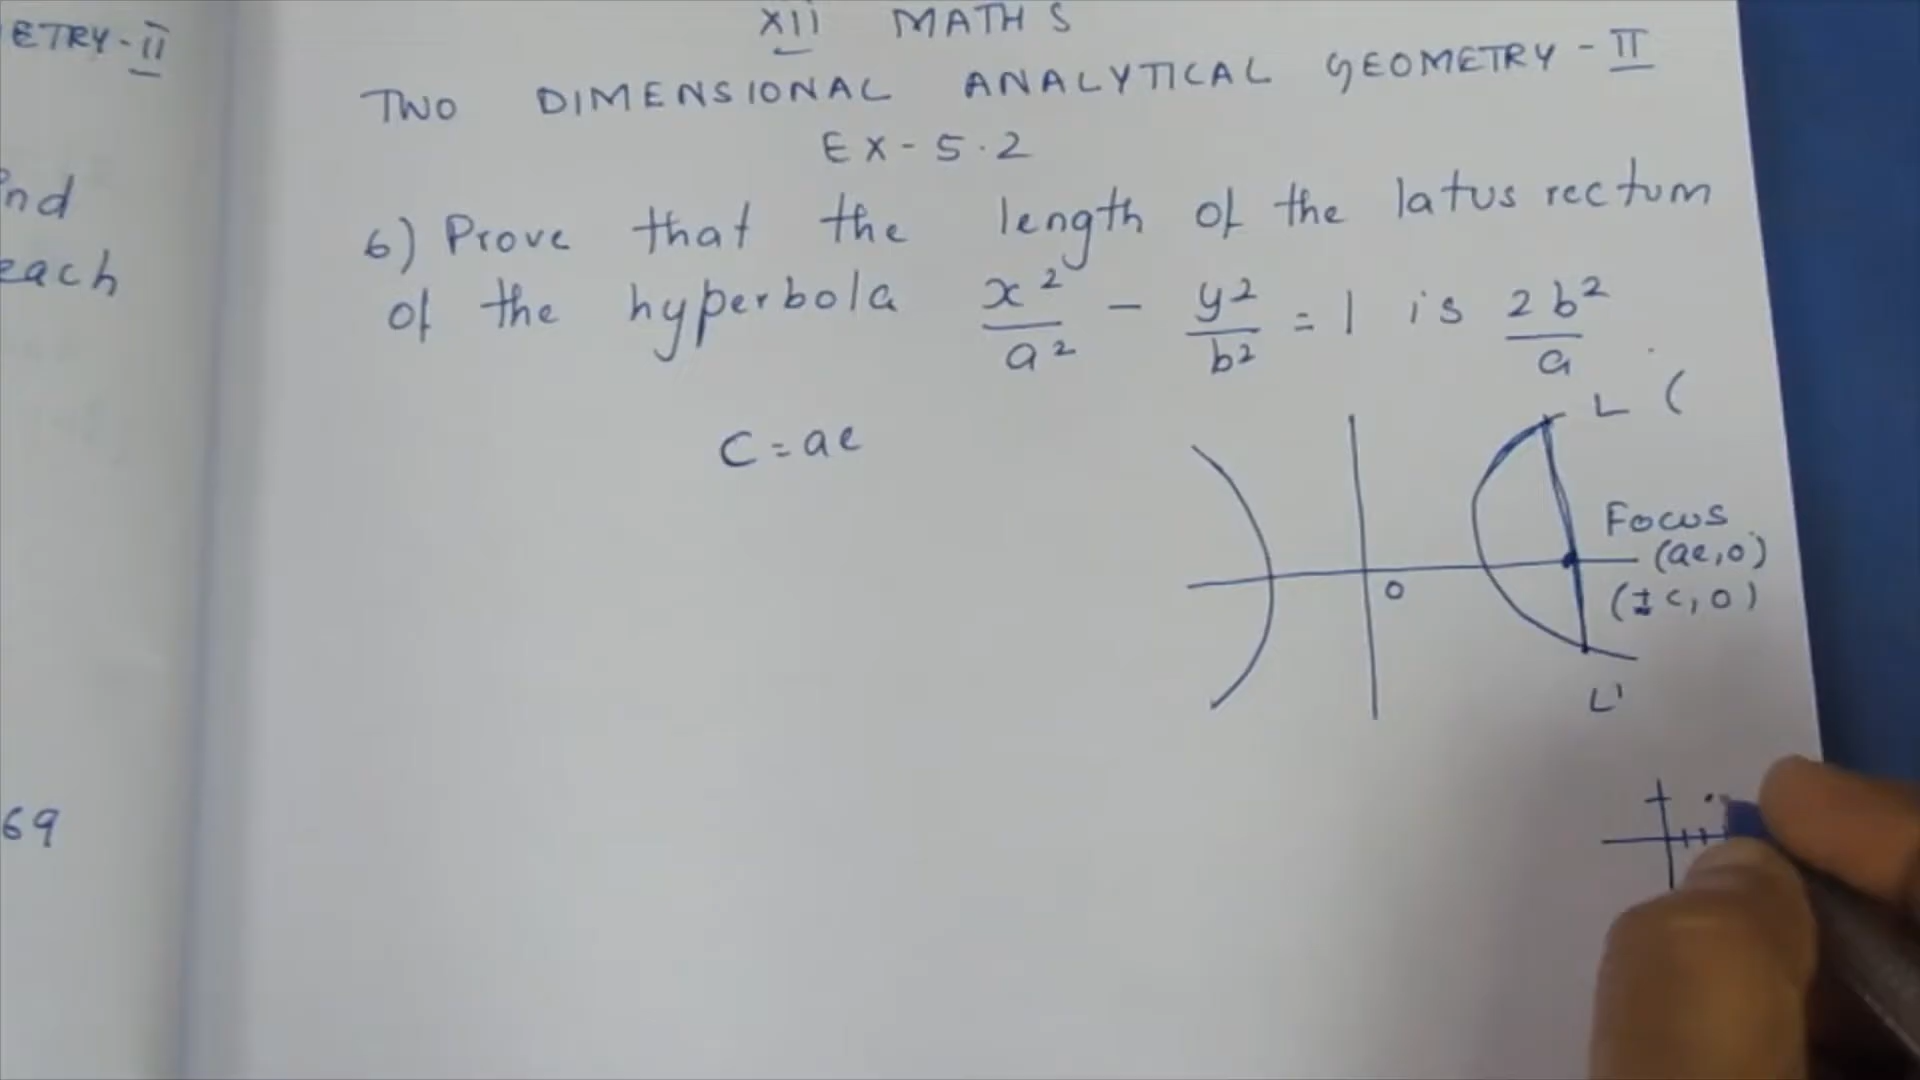 ETRY-II
nd
each
69
XII MATHS
TWO DIMENSIONAL ANALYTICAL GEOMETRY-II
EX-5.2
6) Prove that the length of the latus rectum
of the hyperbola x²/a² - y²/b² = 1 is 2b²/a
C=ae
L (
Focus
(ae,0)
(±c,0)
O
L'